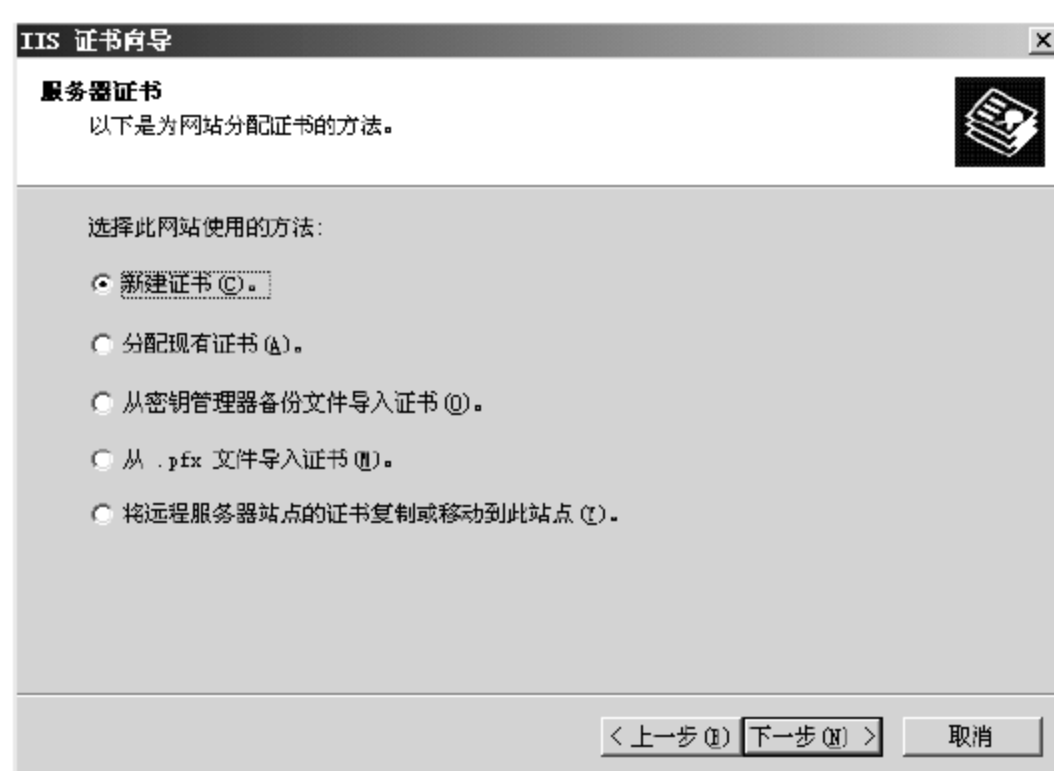 IIS 证书向导
服务器证书
以下是为网站分配证书的方法。
选择此网站使用的方法:
新建证书(C)。
分配现有证书(A)。
从密钥管理器备份文件导入证书(O)。
从 .pfx 文件导入证书(M)。
将远程服务器站点的证书复制或移动到此站点(T)。
< 上一步(B) 下一步(N) > 取消